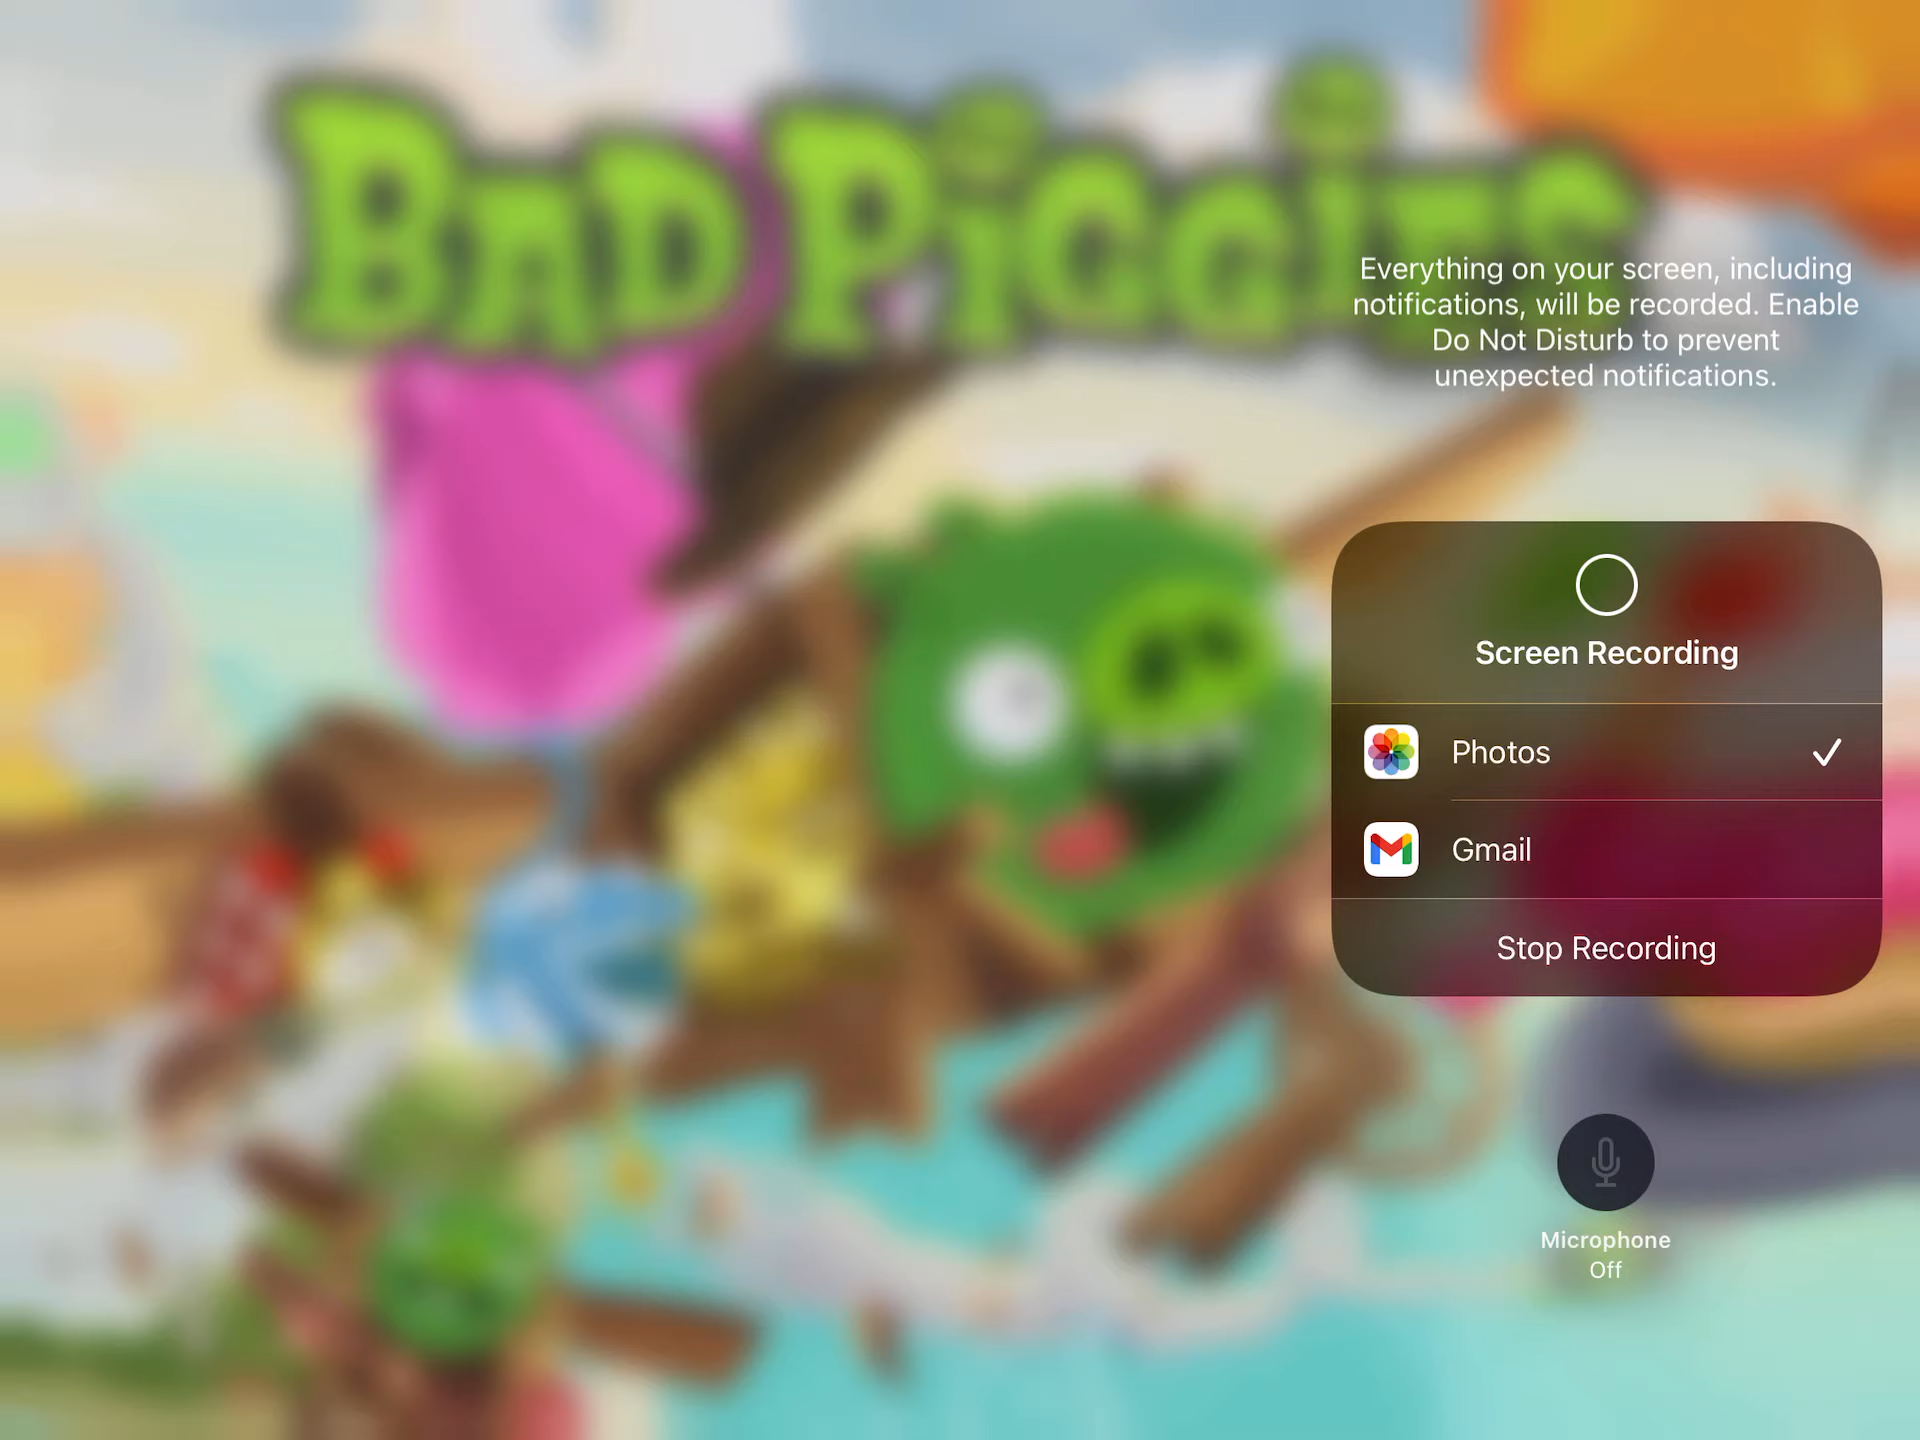 BAD PIGGIES
Everything on your screen, including
notifications, will be recorded. Enable
Do Not Disturb to prevent
unexpected notifications.
Screen Recording
Photos
Gmail
Stop Recording
Microphone
Off